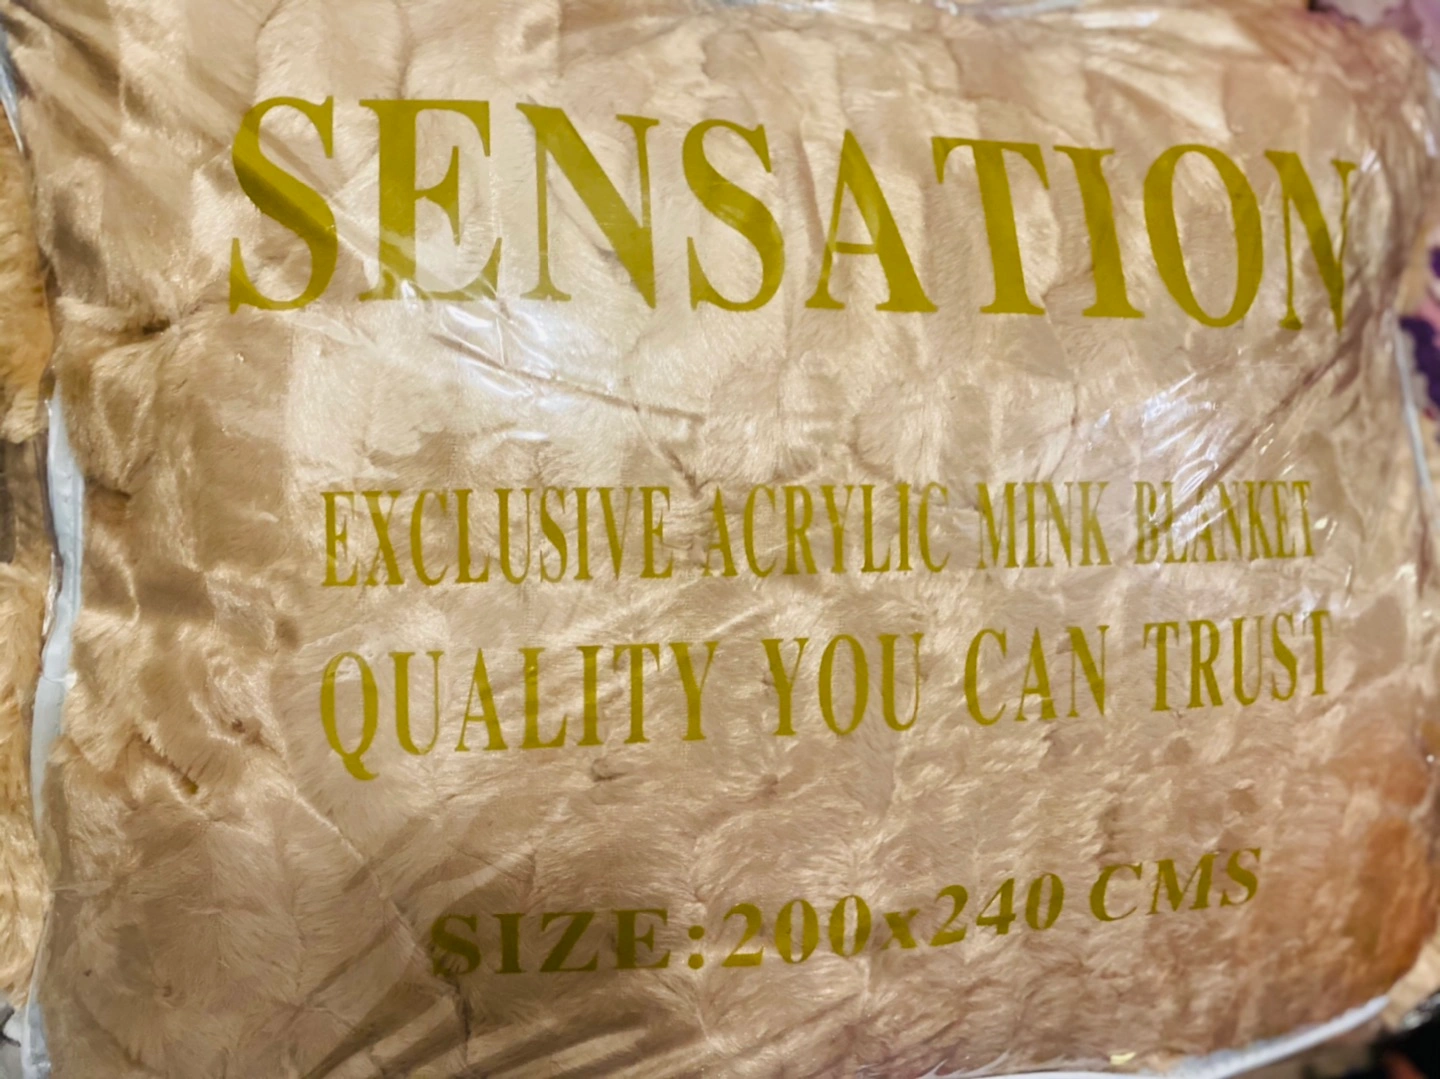 SENSATION
EXCLUSIVE ACRYLIC MINK BLANKET
QUALITY YOU CAN TRUST
SIZE:200x240 CMS